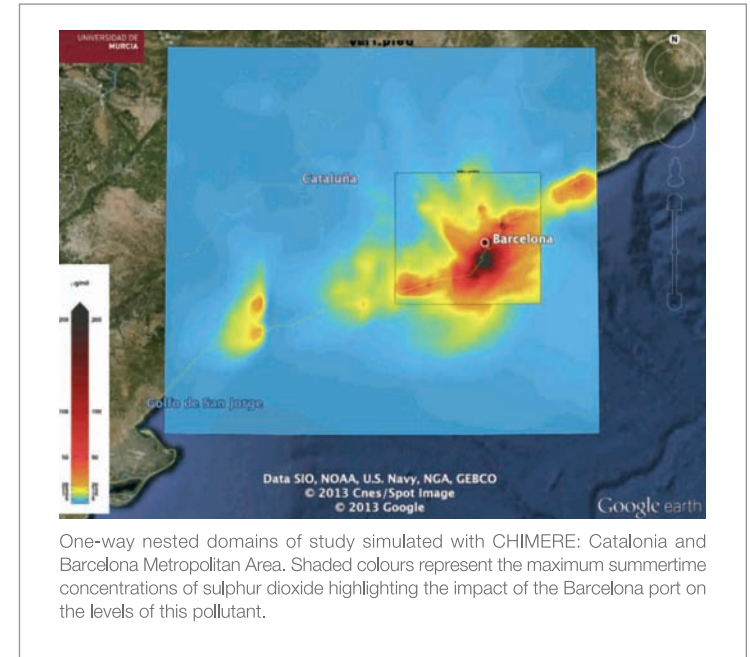 UNIVERSIDAD DE
MURCIA
N
Cataluña
Barcelona
200 200
100 100
50 50
Golfo de San Jorge
Data SIO, NOAA, U.S. Navy, NGA, GEBCO
© 2013 Cnes/Spot Image
© 2013 Google
Google earth
One-way nested domains of study simulated with CHIMERE: Catalonia and
Barcelona Metropolitan Area. Shaded colours represent the maximum summertime
concentrations of sulphur dioxide highlighting the impact of the Barcelona port on
the levels of this pollutant.